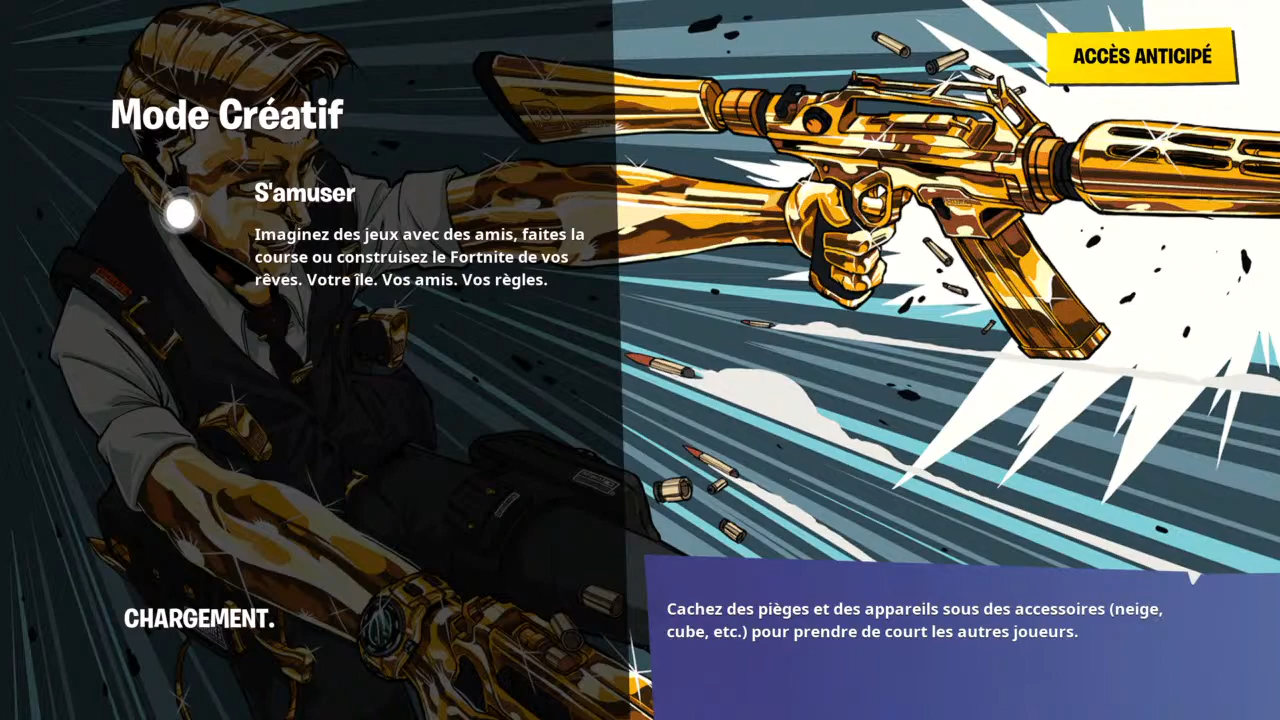 ACCÈS ANTICIPÉ
Mode Créatif
S'amuser
Imaginez des jeux avec des amis, faites la
course ou construisez le Fortnite de vos
rêves. Votre île. Vos amis. Vos règles.
CHARGEMENT.
Cachez des pièges et des appareils sous des accessoires (neige,
cube, etc.) pour prendre de court les autres joueurs.